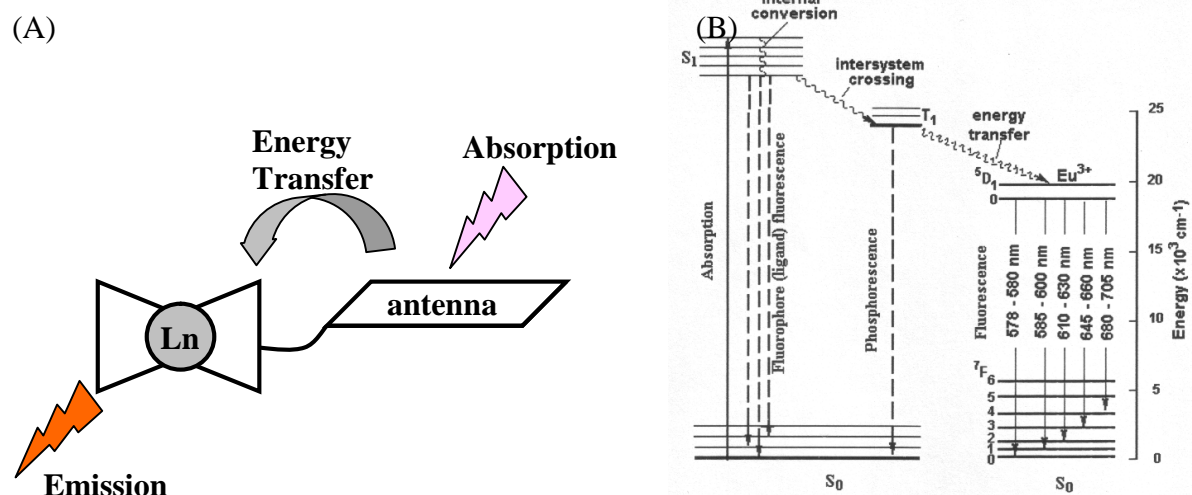 (A)
Energy
Transfer
Absorption
antenna
Ln
Emission
(B)
internal
conversion
S1
intersystem
crossing
T1
energy
transfer
25
20
15
10
5
0
Energy (×10³ cm⁻¹)
⁵D1
0
Eu³⁺
Absorption
Fluorophore (ligand) fluorescence
Phosphorescence
Fluorescence
578 - 580 nm
585 - 600 nm
610 - 630 nm
645 - 660 nm
680 - 705 nm
⁷F6
5
4
3
2
1
0
S0
S0